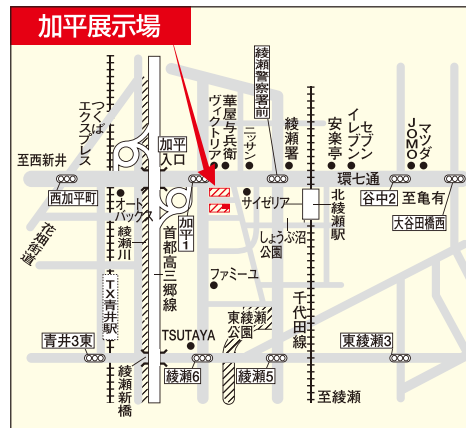 加平展示場
つくば
エクスプレス
至西新井
西加平町
オート
バックス
綾瀬川
花畑街道
TX青井駅
青井3東
綾瀬新橋
加平
入口
首都高三郷線
加平1
ヴィクトリア
華屋与兵衛
ニッサン
綾瀬警察署前
綾瀬署
安楽亭
セブン
イレブン
JOMO
マツダ
環七通
サイゼリア
しょうぶ沼
公園
北綾瀬駅
谷中2
至亀有
大谷田橋西
ファミーユ
千代田線
TSUTAYA
東綾瀬
公園
綾瀬6
綾瀬5
東綾瀬3
至綾瀬